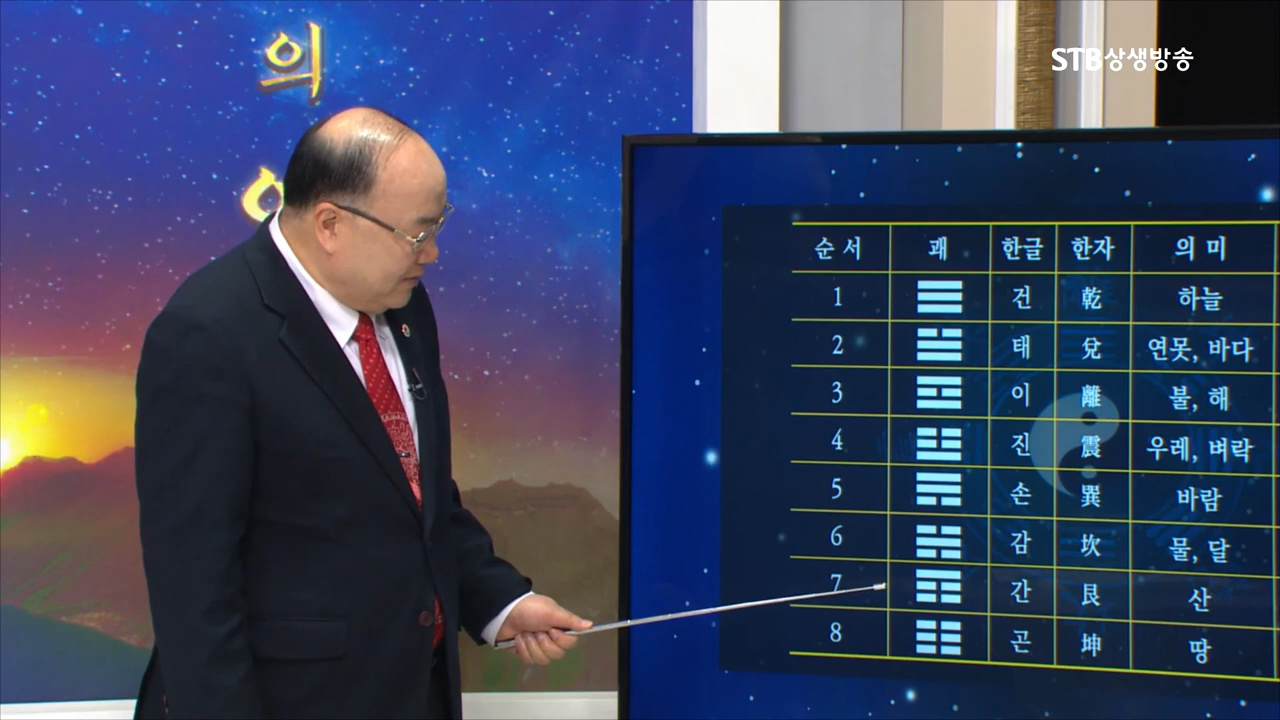 의
STB상생방송
순서 괘 한글 한자 의미
1 ☰ 건 乾 하늘
2 ☱ 태 兌 연못, 바다
3 ☲ 이 離 불, 해
4 ☳ 진 震 우레, 벼락
5 ☴ 손 巽 바람
6 ☵ 감 坎 물, 달
7 ☶ 간 艮 산
8 ☷ 곤 坤 땅